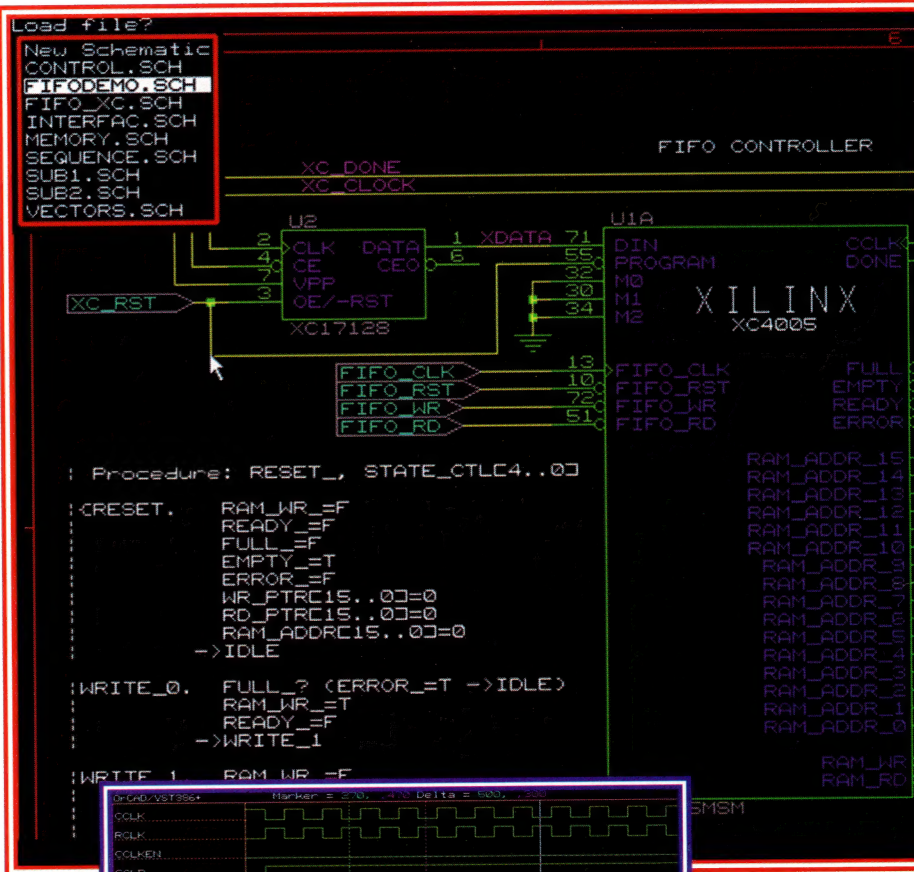 Load file?
New Schematic
CONTROL.SCH
FIFODEMO.SCH
FIFO_XC.SCH
INTERFAC.SCH
MEMORY.SCH
SEQUENCE.SCH
SUB1.SCH
SUB2.SCH
VECTORS.SCH
6
FIFO CONTROLLER
XC_DONE
XC_CLOCK
U2
2 CLK DATA 1 XDATA
4 CE CEO 6
7 VPP
3 OE/-RST
XC17128
XC_RST
U1A
71 DIN CCLK
55 PROGRAM DONE
32 M0
30 M1
34 M2
XILINX
XC4005
FIFO_CLK 13 FIFO_CLK FULL
FIFO_RST 10 FIFO_RST EMPTY
FIFO_WR 72 FIFO_WR READY
FIFO_RD 51 FIFO_RD ERROR
RAM_ADDR_15
RAM_ADDR_14
RAM_ADDR_13
RAM_ADDR_12
RAM_ADDR_11
RAM_ADDR_10
RAM_ADDR_9
RAM_ADDR_8
RAM_ADDR_7
RAM_ADDR_6
RAM_ADDR_5
RAM_ADDR_4
RAM_ADDR_3
RAM_ADDR_2
RAM_ADDR_1
RAM_ADDR_0
RAM_WR
RAM_RD
SMSM
| Procedure: RESET_, STATE_CTL[4..0]
|<RESET. RAM_WR_=F
READY_=F
FULL_=F
EMPTY_=T
ERROR_=F
WR_PTR[15..0]=0
RD_PTR[15..0]=0
RAM_ADDR[15..0]=0
->IDLE
|WRITE_0. FULL_? (ERROR_=T ->IDLE)
RAM_WR_=T
READY_=F
->WRITE_1
|WRITE_1. RAM_WR_=F
OrCAD/VST386+ Marker = 270, Delta = 500,
CCLK
RCLK
CCLKEN